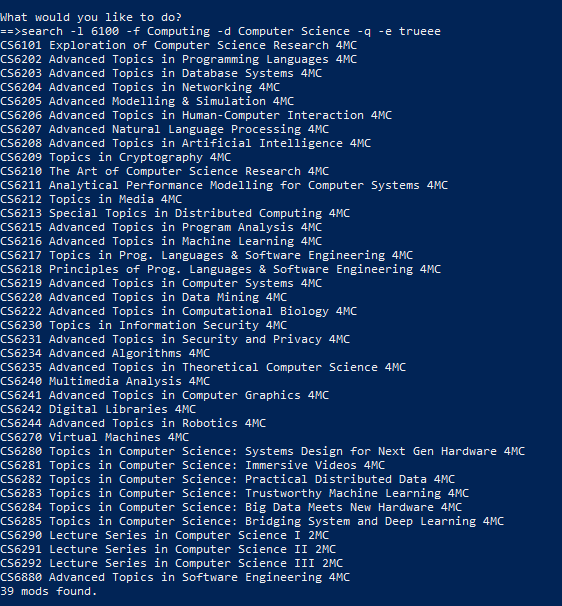 What would you like to do?
==>search -l 6100 -f Computing -d Computer Science -q -e trueee
CS6101 Exploration of Computer Science Research 4MC
CS6202 Advanced Topics in Programming Languages 4MC
CS6203 Advanced Topics in Database Systems 4MC
CS6204 Advanced Topics in Networking 4MC
CS6205 Advanced Modelling & Simulation 4MC
CS6206 Advanced Topics in Human-Computer Interaction 4MC
CS6207 Advanced Natural Language Processing 4MC
CS6208 Advanced Topics in Artificial Intelligence 4MC
CS6209 Topics in Cryptography 4MC
CS6210 The Art of Computer Science Research 4MC
CS6211 Analytical Performance Modelling for Computer Systems 4MC
CS6212 Topics in Media 4MC
CS6213 Special Topics in Distributed Computing 4MC
CS6215 Advanced Topics in Program Analysis 4MC
CS6216 Advanced Topics in Machine Learning 4MC
CS6217 Topics in Prog. Languages & Software Engineering 4MC
CS6218 Principles of Prog. Languages & Software Engineering 4MC
CS6219 Advanced Topics in Computer Systems 4MC
CS6220 Advanced Topics in Data Mining 4MC
CS6222 Advanced Topics in Computational Biology 4MC
CS6230 Topics in Information Security 4MC
CS6231 Advanced Topics in Security and Privacy 4MC
CS6234 Advanced Algorithms 4MC
CS6235 Advanced Topics in Theoretical Computer Science 4MC
CS6240 Multimedia Analysis 4MC
CS6241 Advanced Topics in Computer Graphics 4MC
CS6242 Digital Libraries 4MC
CS6244 Advanced Topics in Robotics 4MC
CS6270 Virtual Machines 4MC
CS6280 Topics in Computer Science: Systems Design for Next Gen Hardware 4MC
CS6281 Topics in Computer Science: Immersive Videos 4MC
CS6282 Topics in Computer Science: Practical Distributed Data 4MC
CS6283 Topics in Computer Science: Trustworthy Machine Learning 4MC
CS6284 Topics in Computer Science: Big Data Meets New Hardware 4MC
CS6285 Topics in Computer Science: Bridging System and Deep Learning 4MC
CS6290 Lecture Series in Computer Science I 2MC
CS6291 Lecture Series in Computer Science II 2MC
CS6292 Lecture Series in Computer Science III 2MC
CS6880 Advanced Topics in Software Engineering 4MC
39 mods found.